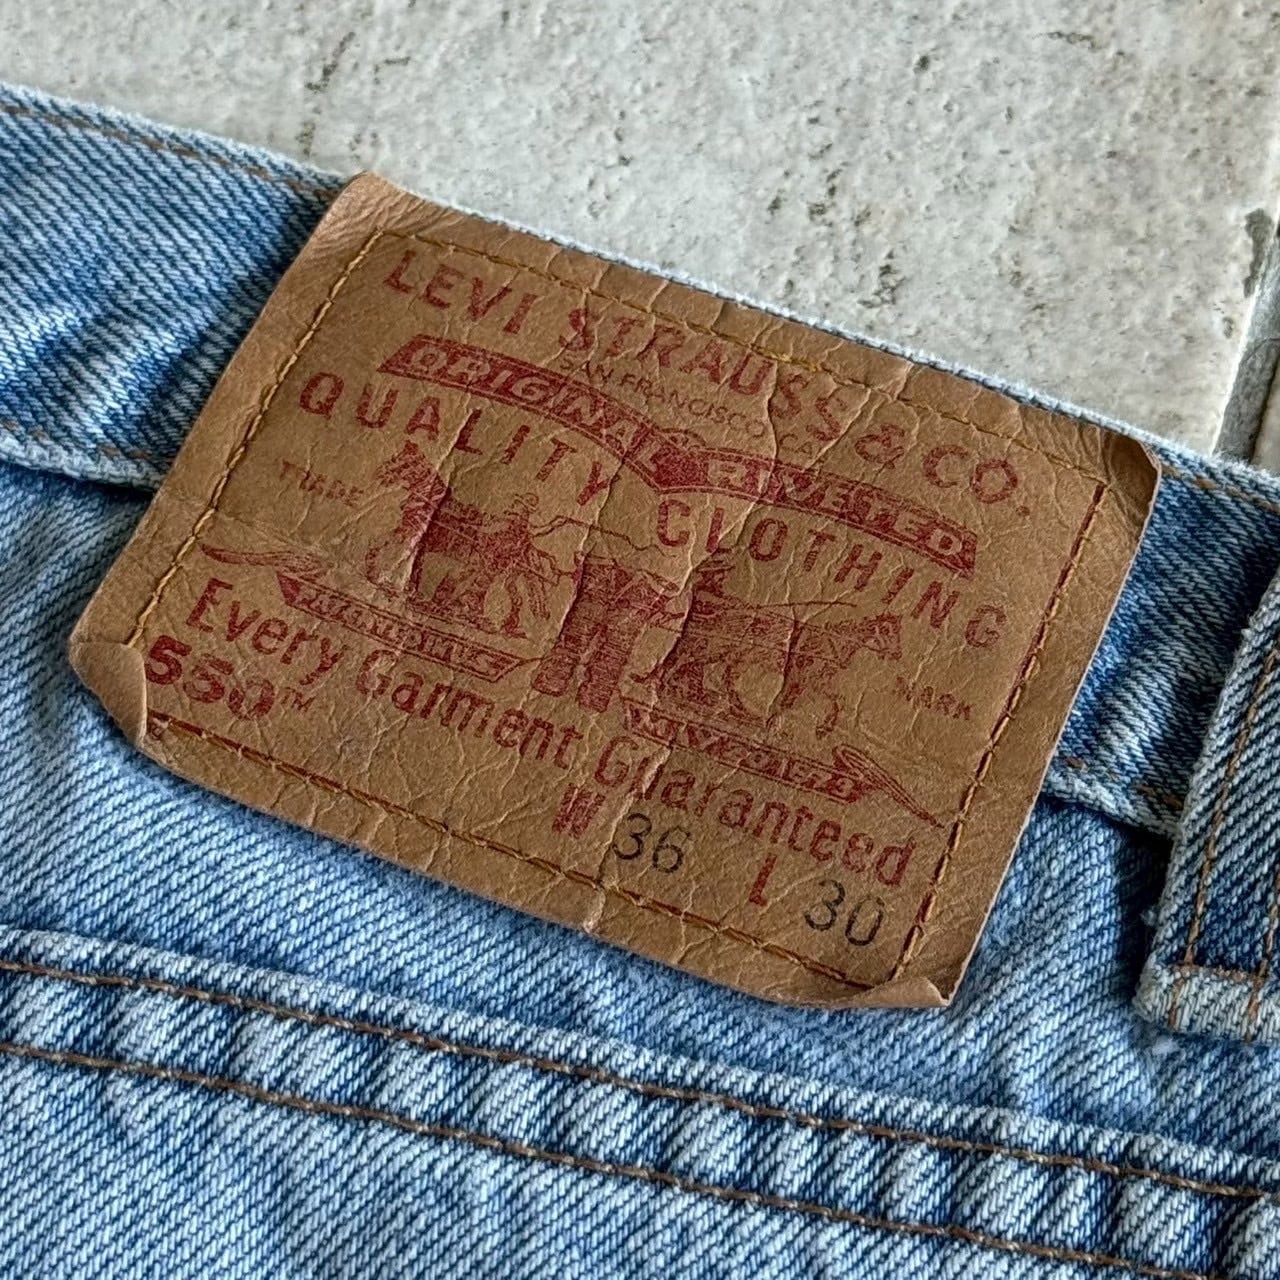 LEVI STRAUSS & CO.
SAN FRANCISCO, CAL
ORIGINAL RIVETED
QUALITY CLOTHING
TRADE MARK
Every Garment Guaranteed
550™
W 36 L 30